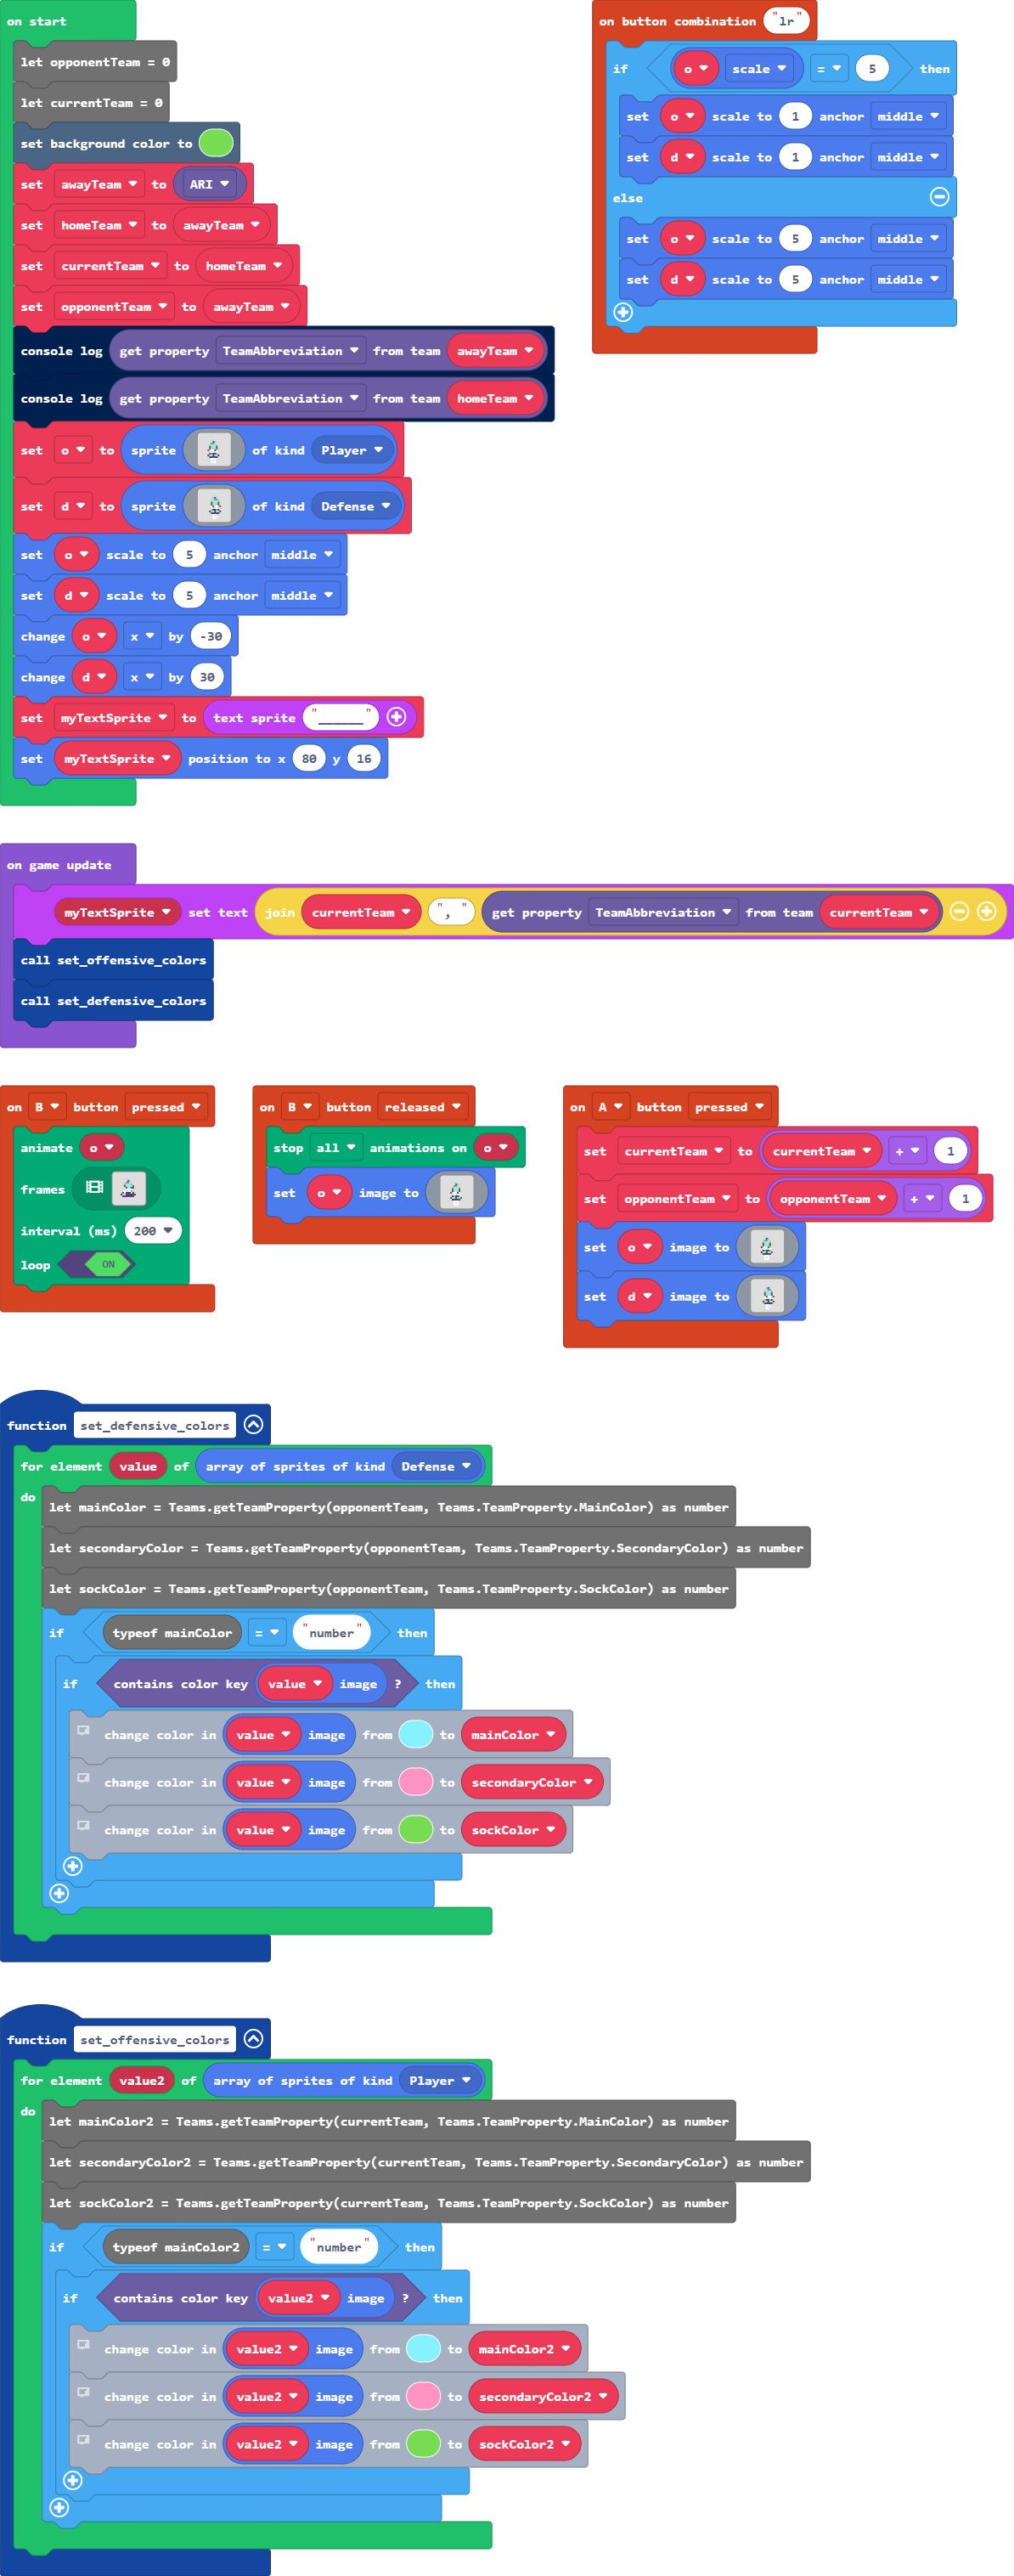 on start
let opponentTeam = 0
let currentTeam = 0
set background color to
set awayTeam to ARI
set homeTeam to awayTeam
set currentTeam to homeTeam
set opponentTeam to awayTeam
console log get property TeamAbbreviation from team awayTeam
console log get property TeamAbbreviation from team homeTeam
set o to sprite of kind Player
set d to sprite of kind Defense
set o scale to 5 anchor middle
set d scale to 5 anchor middle
change o x by -30
change d x by 30
set myTextSprite to text sprite "______"
set myTextSprite position to x 80 y 16
on button combination "lr"
if o scale = 5 then
set o scale to 1 anchor middle
set d scale to 1 anchor middle
else
set o scale to 5 anchor middle
set d scale to 5 anchor middle
on game update
myTextSprite set text join currentTeam ", " get property TeamAbbreviation from team currentTeam
call set_offensive_colors
call set_defensive_colors
on B button pressed
animate o
frames
interval (ms) 200
loop ON
on B button released
stop all animations on o
set o image to
on A button pressed
set currentTeam to currentTeam + 1
set opponentTeam to opponentTeam + 1
set o image to
set d image to
function set_defensive_colors
for element value of array of sprites of kind Defense
do
let mainColor = Teams.getTeamProperty(opponentTeam, Teams.TeamProperty.MainColor) as number
let secondaryColor = Teams.getTeamProperty(opponentTeam, Teams.TeamProperty.SecondaryColor) as number
let sockColor = Teams.getTeamProperty(opponentTeam, Teams.TeamProperty.SockColor) as number
if typeof mainColor = "number" then
if contains color key value image ? then
change color in value image from to mainColor
change color in value image from to secondaryColor
change color in value image from to sockColor
function set_offensive_colors
for element value2 of array of sprites of kind Player
do
let mainColor2 = Teams.getTeamProperty(currentTeam, Teams.TeamProperty.MainColor) as number
let secondaryColor2 = Teams.getTeamProperty(currentTeam, Teams.TeamProperty.SecondaryColor) as number
let sockColor2 = Teams.getTeamProperty(currentTeam, Teams.TeamProperty.SockColor) as number
if typeof mainColor2 = "number" then
if contains color key value2 image ? then
change color in value2 image from to mainColor2
change color in value2 image from to secondaryColor2
change color in value2 image from to sockColor2